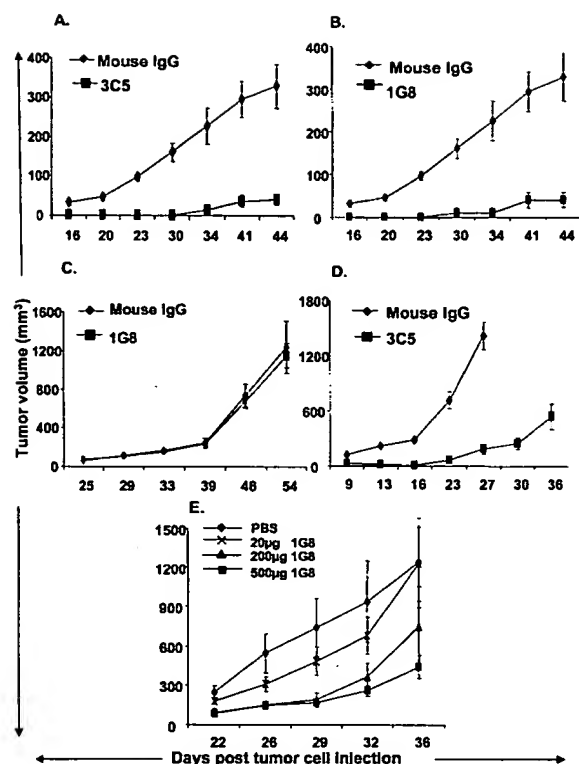 A.
Mouse IgG
3C5
400
300
200
100
0
16 20 23 30 34 41 44
B.
Mouse IgG
1G8
400
300
200
100
0
16 20 23 30 34 41 44
C.
Mouse IgG
1G8
1600
1200
800
400
0
25 29 33 39 48 54
D.
Mouse IgG
3C5
1800
1200
600
0
9 13 16 23 27 30 36
Tumor volume (mm³)
E.
PBS
20µg 1G8
200µg 1G8
500µg 1G8
1500
1200
900
600
300
0
22 26 29 32 36
Days post tumor cell injection